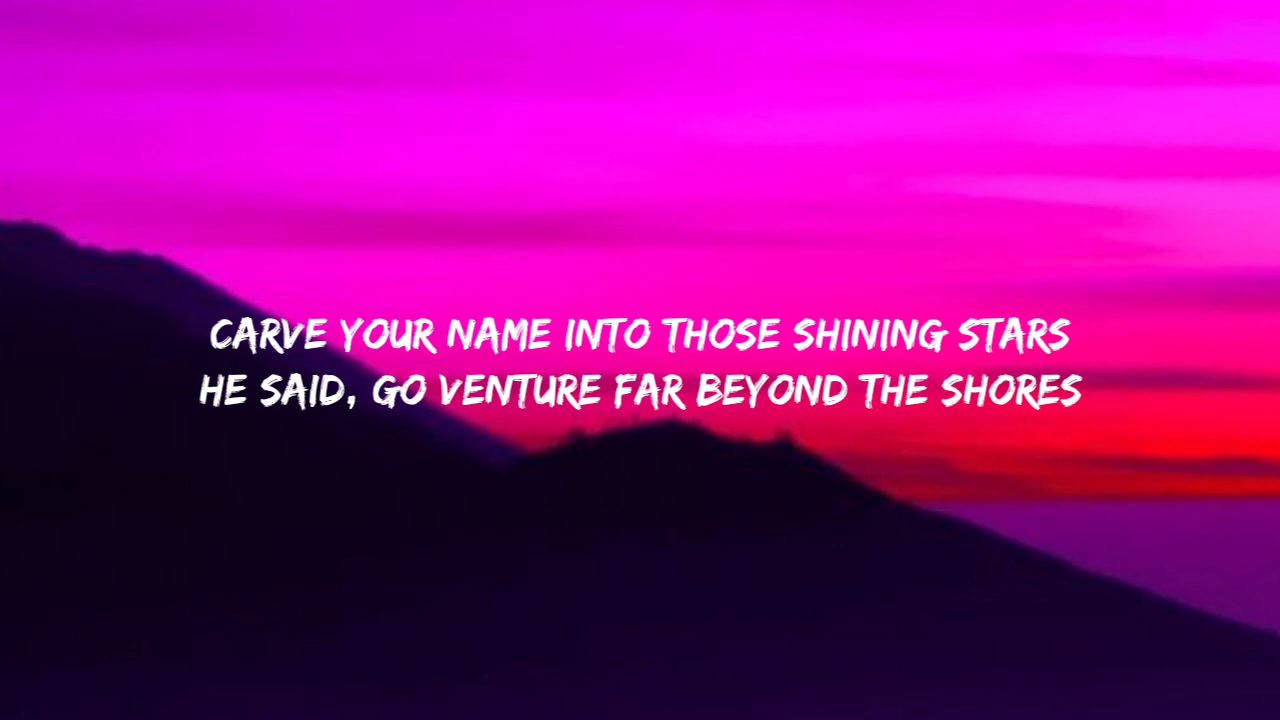 CARVE YOUR NAME INTO THOSE SHINING STARS
HE SAID, GO VENTURE FAR BEYOND THE SHORES